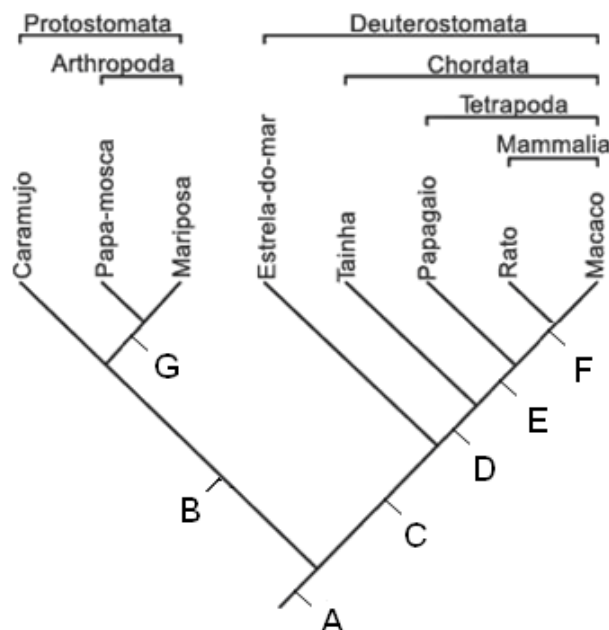 Protostomata
Deuterostomata
Arthropoda
Chordata
Tetrapoda
Mammalia
Caramujo
Papa-mosca
Mariposa
Estrela-do-mar
Tainha
Papagaio
Rato
Macaco
G
F
E
D
B
C
A